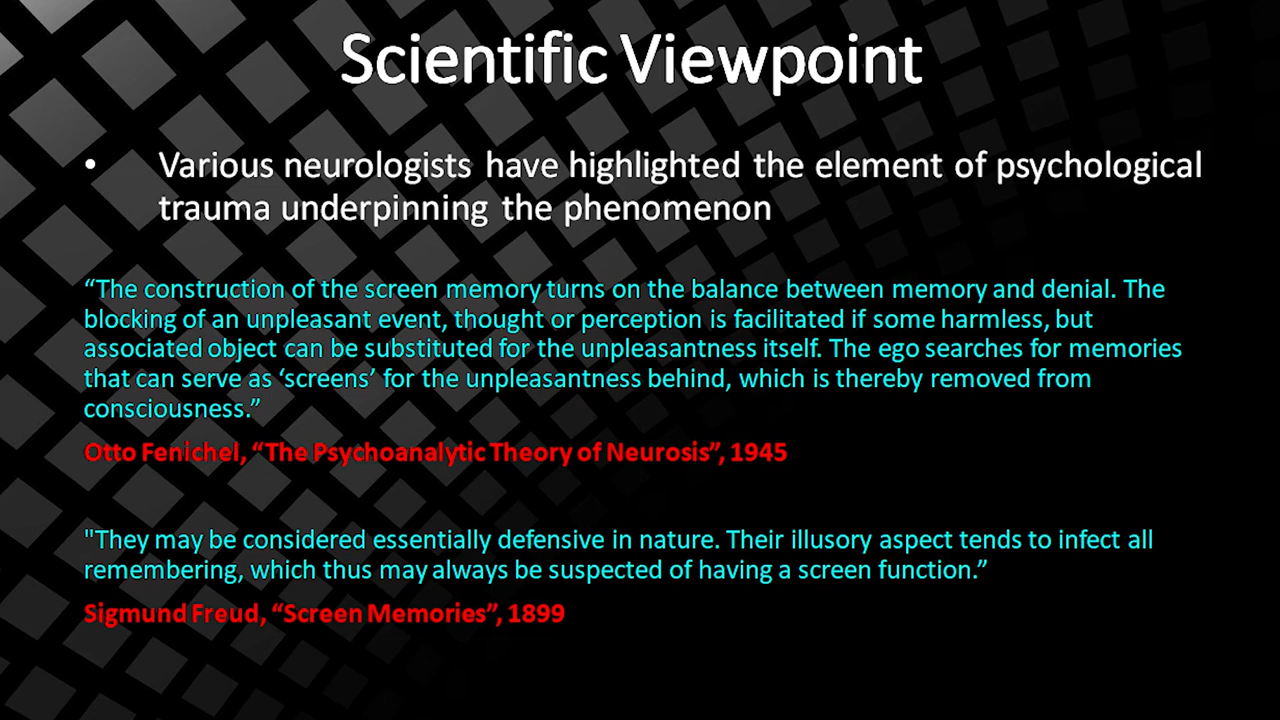 Scientific Viewpoint
• Various neurologists have highlighted the element of psychological
trauma underpinning the phenomenon
“The construction of the screen memory turns on the balance between memory and denial. The
blocking of an unpleasant event, thought or perception is facilitated if some harmless, but
associated object can be substituted for the unpleasantness itself. The ego searches for memories
that can serve as ‘screens’ for the unpleasantness behind, which is thereby removed from
consciousness.”
Otto Fenichel, “The Psychoanalytic Theory of Neurosis”, 1945
"They may be considered essentially defensive in nature. Their illusory aspect tends to infect all
remembering, which thus may always be suspected of having a screen function.”
Sigmund Freud, “Screen Memories”, 1899